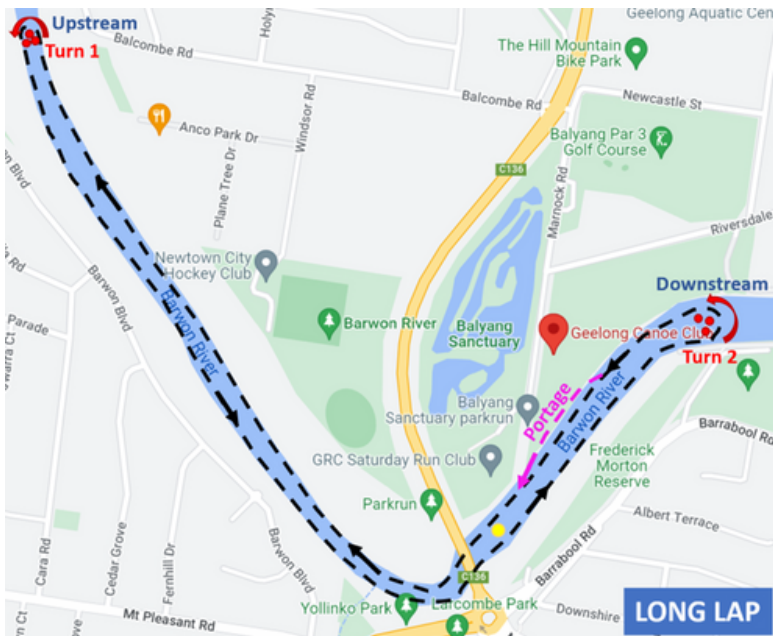 Upstream
Turn 1
Balcombe Rd
Windsor Rd
Anco Park Dr
Plane Tree Dr
Newtown City
Hockey Club
Barwon River
Barwon River
Barwon Blvd
Parade
Cara Rd
Cedar Grove
Fernhill Dr
Barwon Blvd
Mt Pleasant Rd
Yollinko Park
Larcombe Park
C136
Parkrun
GRC Saturday Run Club
Balyang
Sanctuary parkrun
Balyang
Sanctuary
C136
Geelong Aquatic Cen
The Hill Mountain
Bike Park
Balcombe Rd
Newcastle St
Balyang Par 3
Golf Course
Marnock Rd
Riversdale
Downstream
Geelong Canoe Clu
Turn 2
Portage
Barwon River
Frederick
Morton
Reserve
Barrabool Rd
Barrabool Rd
Albert Terrace
Downshire
LONG LAP